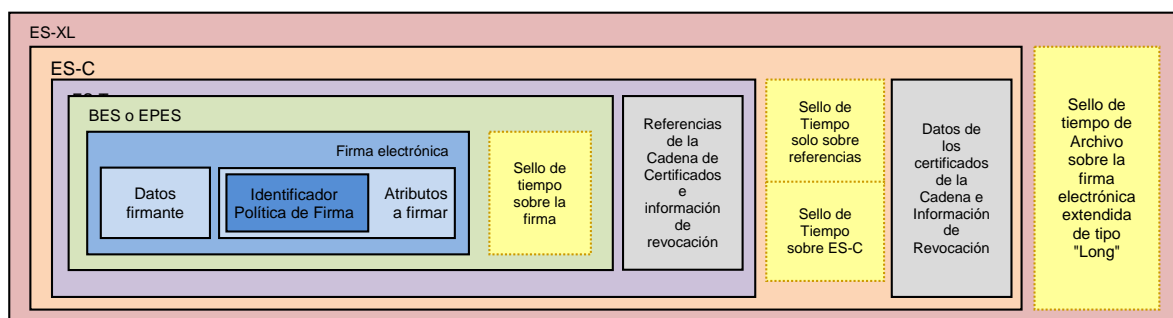 ES-XL
ES-C
BES o EPES
Firma electrónica
Datos
firmante
Identificador
Política de Firma
Atributos
a firmar
Sello de
tiempo
sobre la
firma
Referencias
de la
Cadena de
Certificados
e
información
de
revocación
Sello de
Tiempo
solo sobre
referencias
Sello de
Tiempo
sobre ES-C
Datos de
los
certificados
de la
Cadena e
Información
de
Revocación
Sello de
tiempo de
Archivo
sobre la
firma
electrónica
extendida
de tipo
"Long"